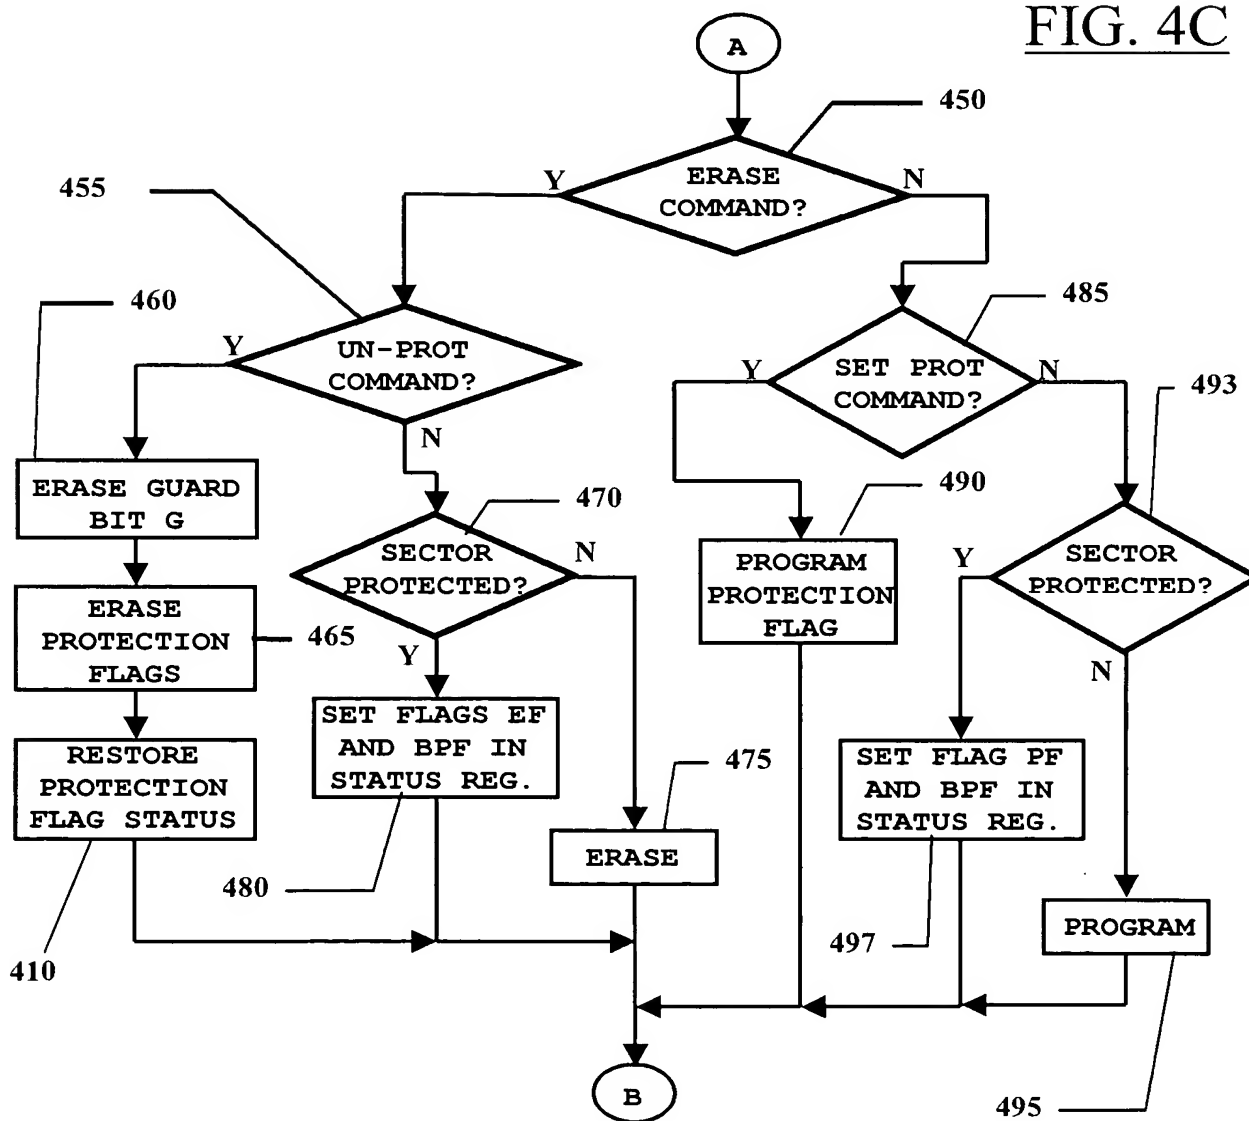 FIG. 4C
A
450
ERASE
COMMAND?
Y
N
455
460
485
UN-PROT
COMMAND?
Y
N
SET PROT
COMMAND?
Y
N
493
ERASE GUARD
BIT G
470
490
SECTOR
PROTECTED?
N
Y
PROGRAM
PROTECTION
FLAG
SECTOR
PROTECTED?
Y
N
ERASE
PROTECTION
FLAGS
465
SET FLAGS EF
AND BPF IN
STATUS REG.
RESTORE
PROTECTION
FLAG STATUS
475
SET FLAG PF
AND BPF IN
STATUS REG.
ERASE
480
PROGRAM
497
410
B
495